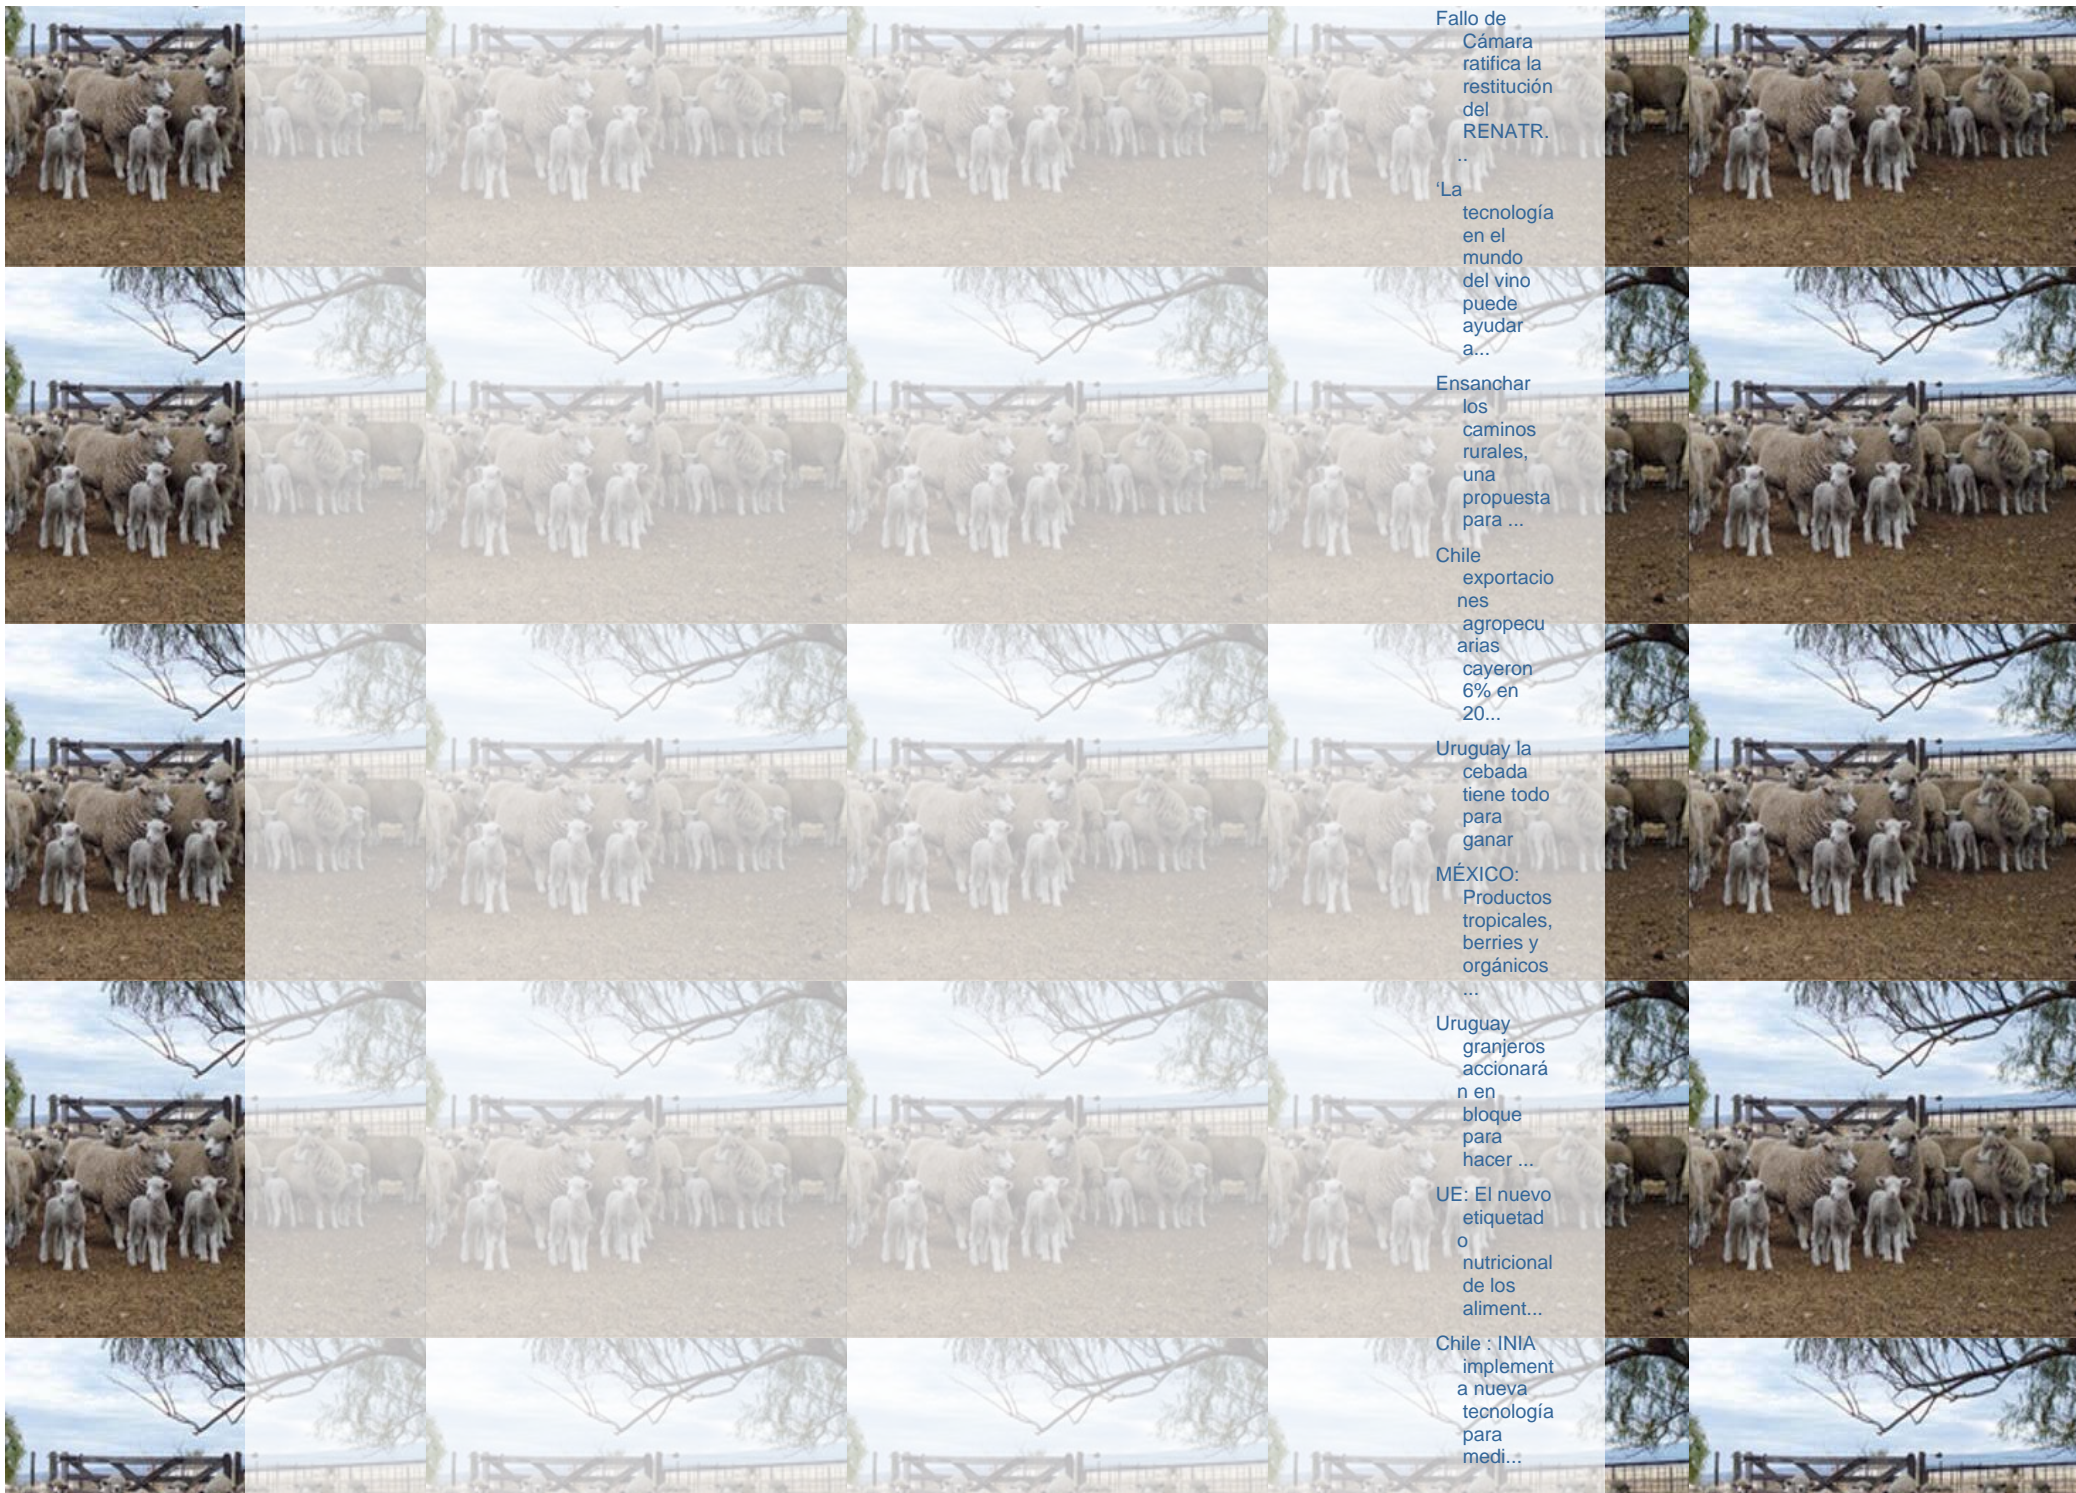 Fallo de
Cámara
ratifica la
restitución
del
RENATR.
..
‘La
tecnología
en el
mundo
del vino
puede
ayudar
a...
Ensanchar
los
caminos
rurales,
una
propuesta
para ...
Chile
exportacio
nes
agropecu
arias
cayeron
6% en
20...
Uruguay la
cebada
tiene todo
para
ganar
MÉXICO:
Productos
tropicales,
berries y
orgánicos
...
Uruguay
granjeros
accionará
n en
bloque
para
hacer ...
UE: El nuevo
etiquetad
o
nutricional
de los
aliment...
Chile : INIA
implement
a nueva
tecnología
para
medi...